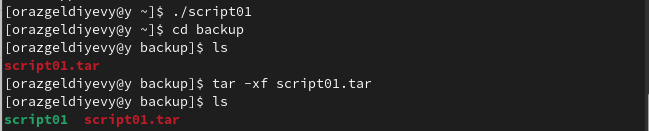 [orazgeldiyevy@y ~]$ ./script01
[orazgeldiyevy@y ~]$ cd backup
[orazgeldiyevy@y backup]$ ls
script01.tar
[orazgeldiyevy@y backup]$ tar -xf script01.tar
[orazgeldiyevy@y backup]$ ls
script01  script01.tar